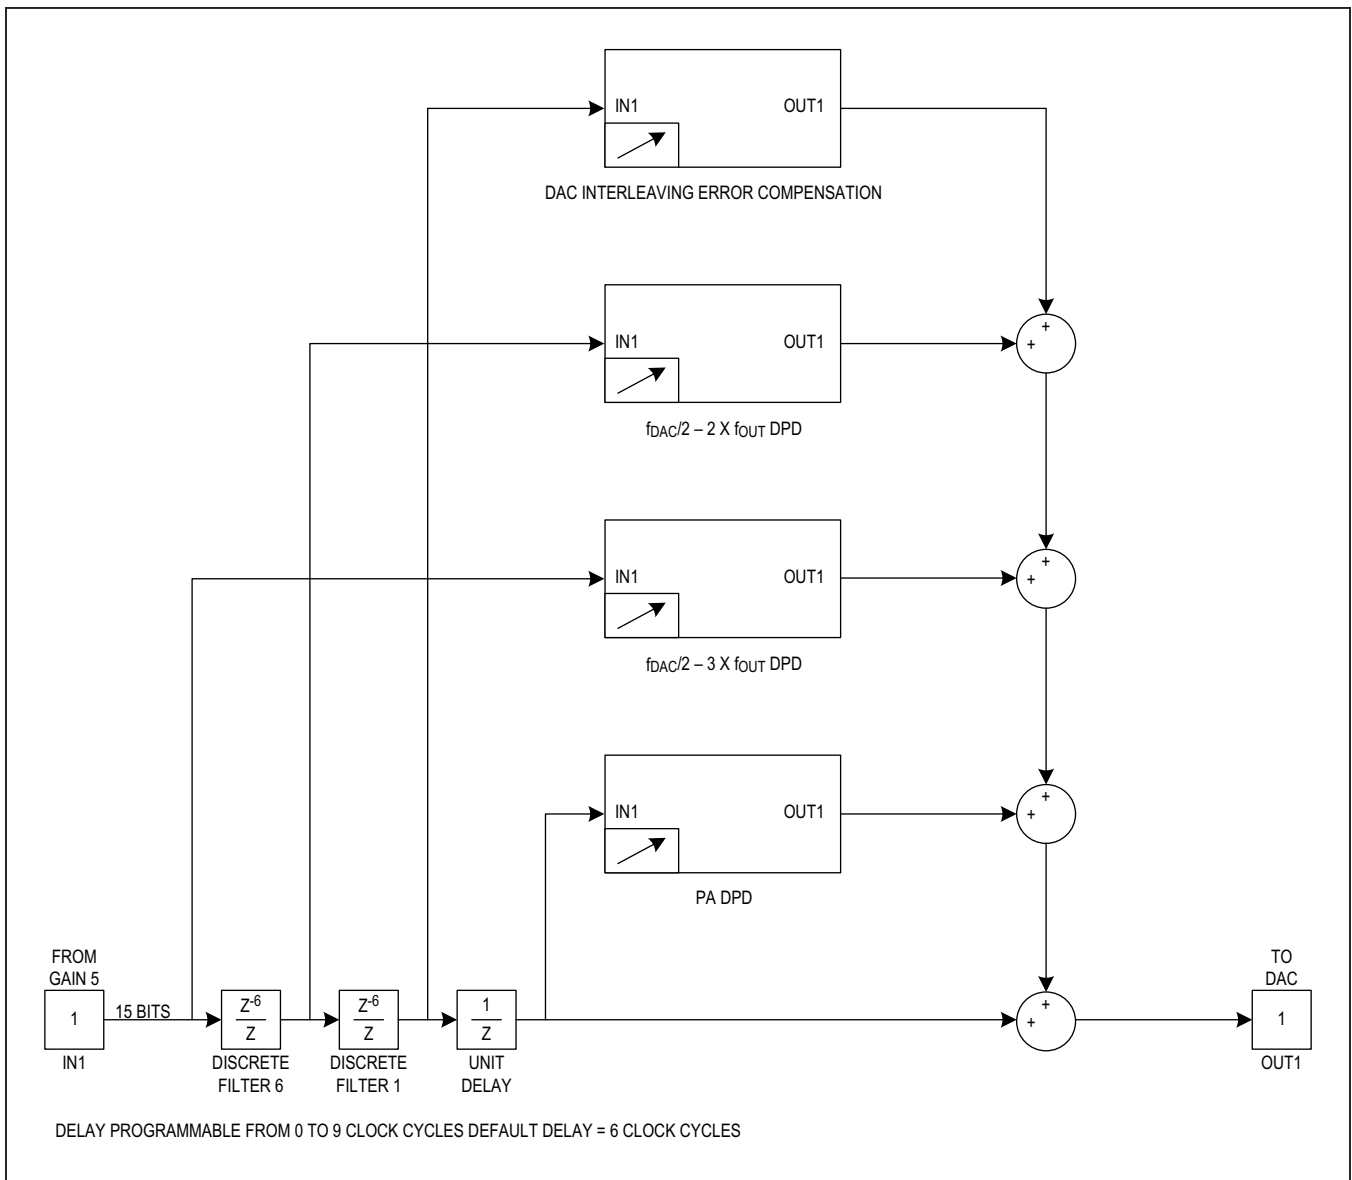 IN1 OUT1
DAC INTERLEAVING ERROR COMPENSATION
+
IN1 OUT1 +
fDAC/2 – 2 X fOUT DPD
+
IN1 OUT1 +
fDAC/2 – 3 X fOUT DPD
+
IN1 OUT1 +
PA DPD
FROM
GAIN 5
TO
DAC
1
15 BITS
Z-6
Z
Z-6
Z
1
Z
+
+
1
IN1
DISCRETE
FILTER 6
DISCRETE
FILTER 1
UNIT
DELAY
OUT1
DELAY PROGRAMMABLE FROM 0 TO 9 CLOCK CYCLES DEFAULT DELAY = 6 CLOCK CYCLES